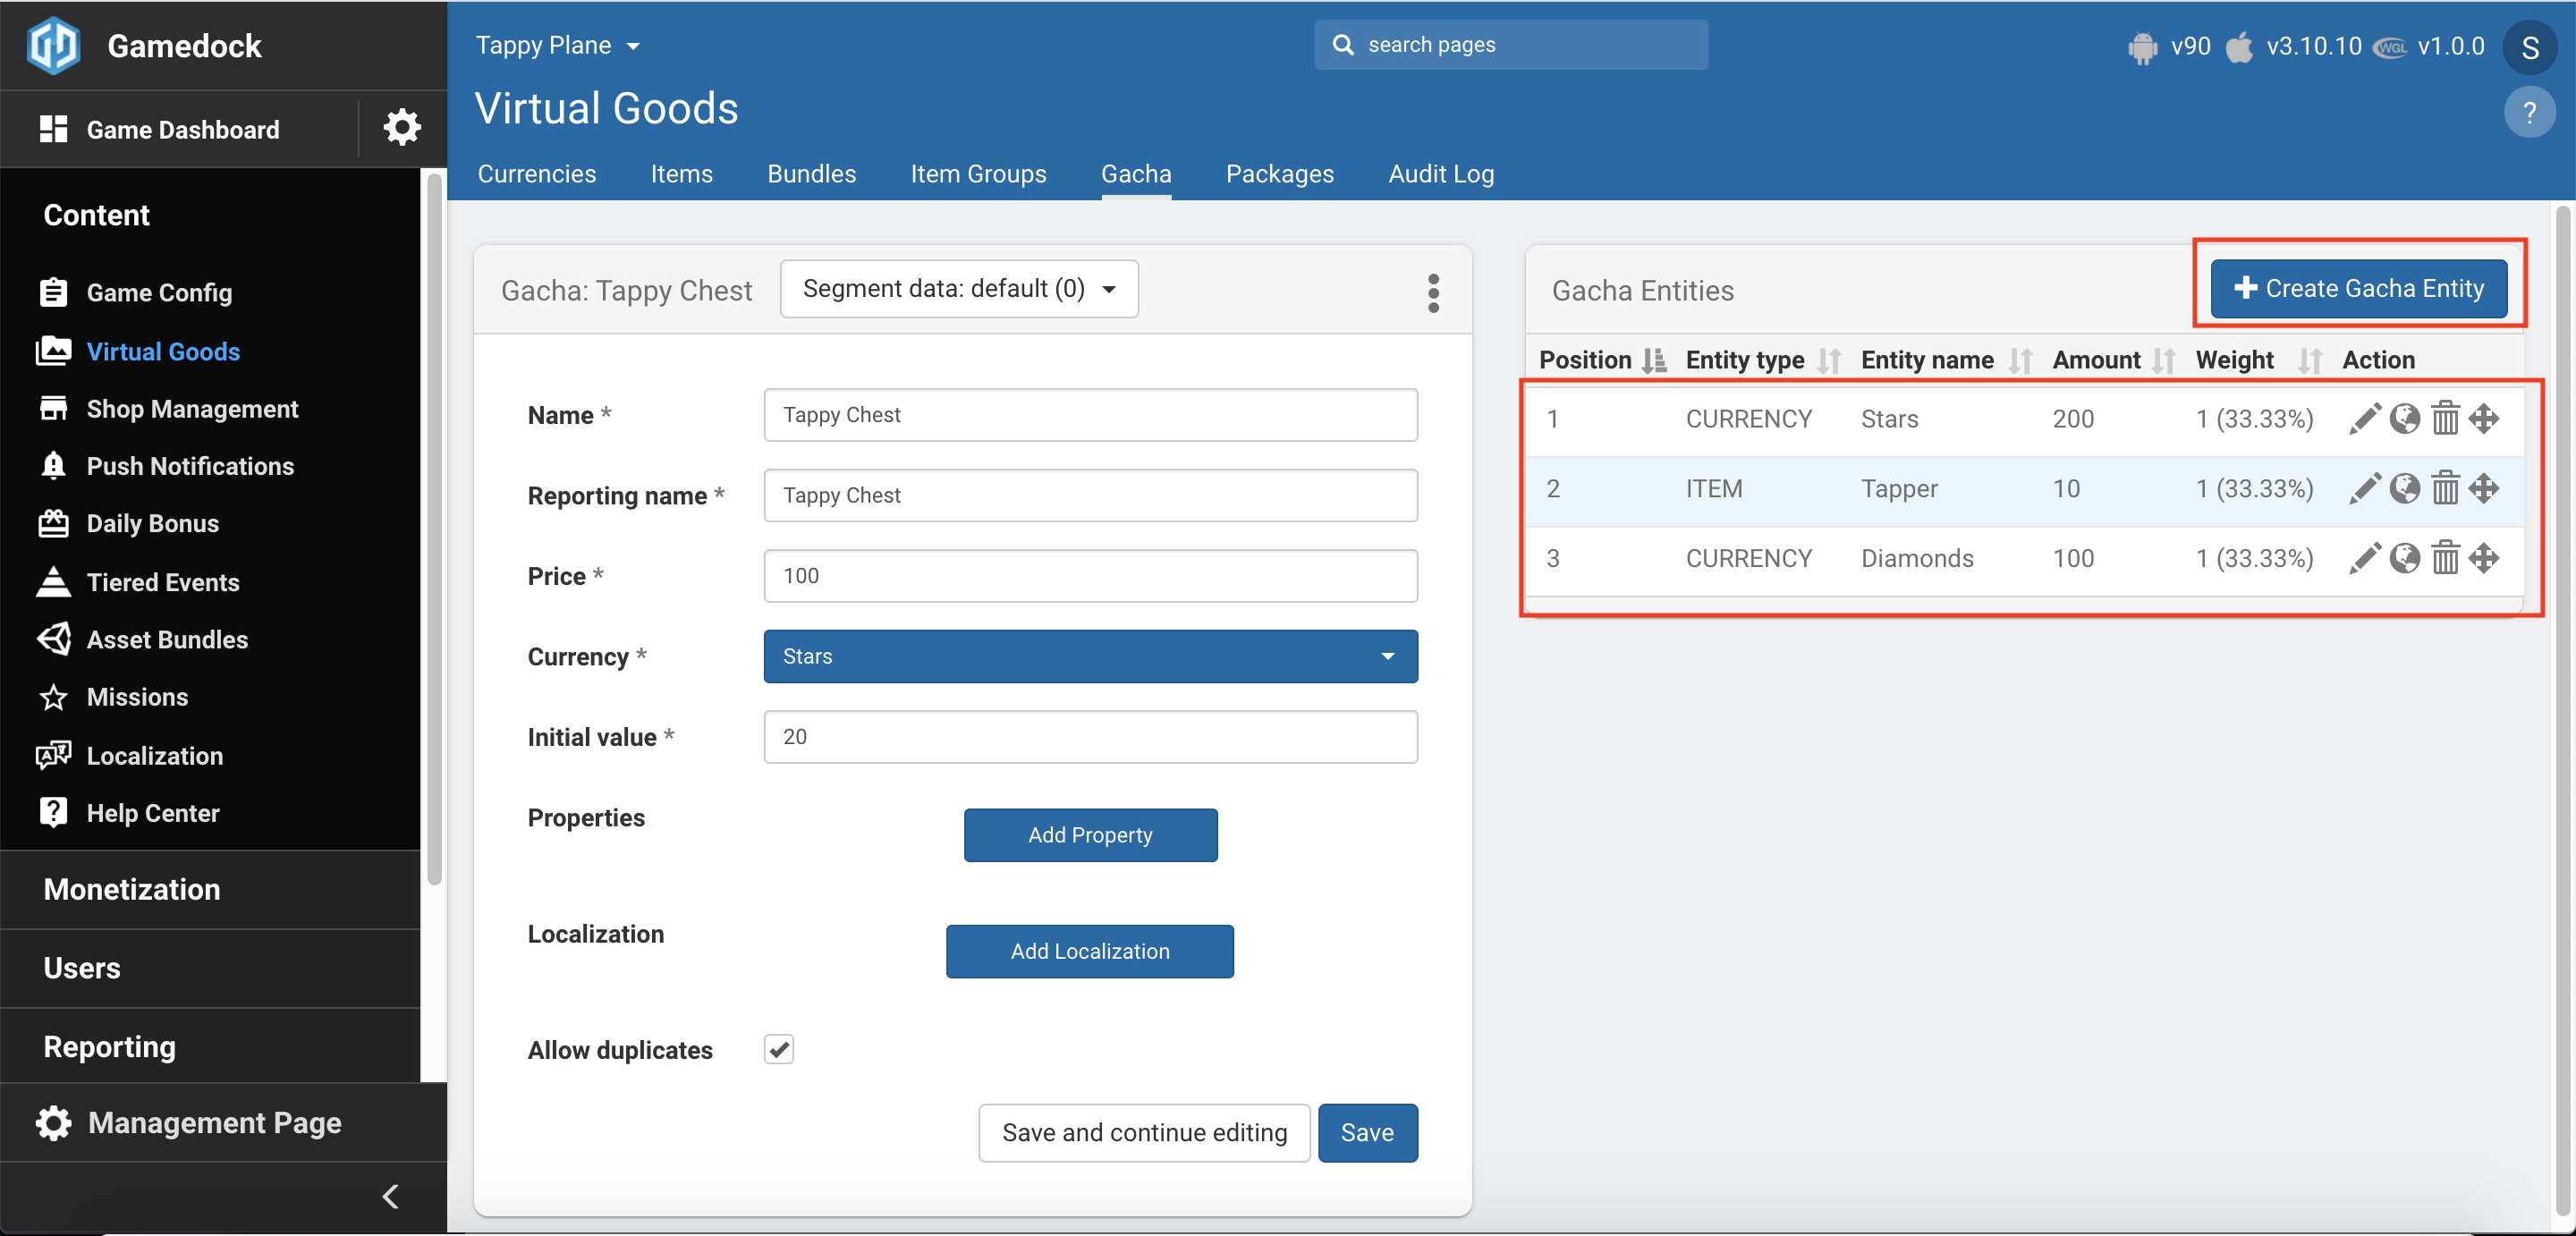 Gamedock
Game Dashboard
Content
Game Config
Virtual Goods
Shop Management
Push Notifications
Daily Bonus
Tiered Events
Asset Bundles
Missions
Localization
Help Center
Monetization
Users
Reporting
Management Page
Tappy Plane
search pages
v90 v3.10.10 WGL v1.0.0 S
?
Virtual Goods
Currencies Items Bundles Item Groups Gacha Packages Audit Log
Gacha: Tappy Chest Segment data: default (0)
Name * Tappy Chest
Reporting name * Tappy Chest
Price * 100
Currency * Stars
Initial value * 20
Properties Add Property
Localization Add Localization
Allow duplicates
Save and continue editing Save
Gacha Entities Create Gacha Entity
Position Entity type Entity name Amount Weight Action
1 CURRENCY Stars 200 1 (33.33%)
2 ITEM Tapper 10 1 (33.33%)
3 CURRENCY Diamonds 100 1 (33.33%)